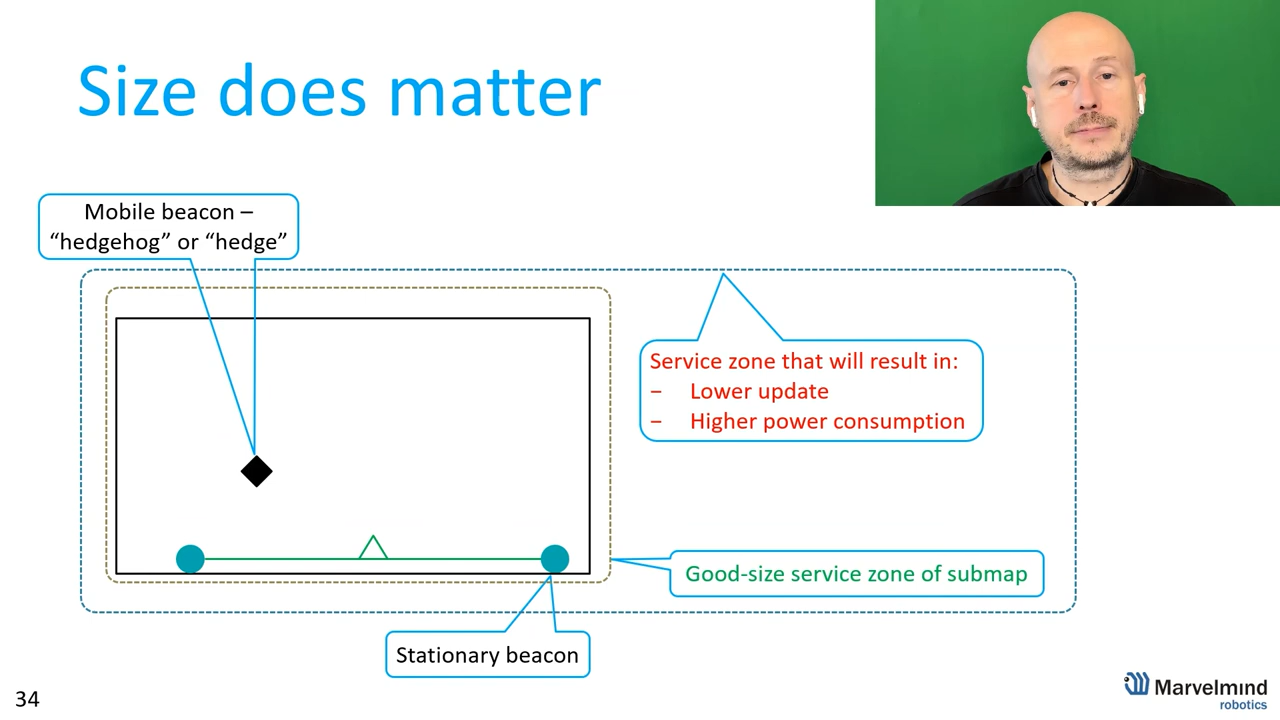 Size does matter
Mobile beacon –
“hedgehog” or “hedge”
Service zone that will result in:
− Lower update
− Higher power consumption
Good-size service zone of submap
Stationary beacon
34
Marvelmind
robotics